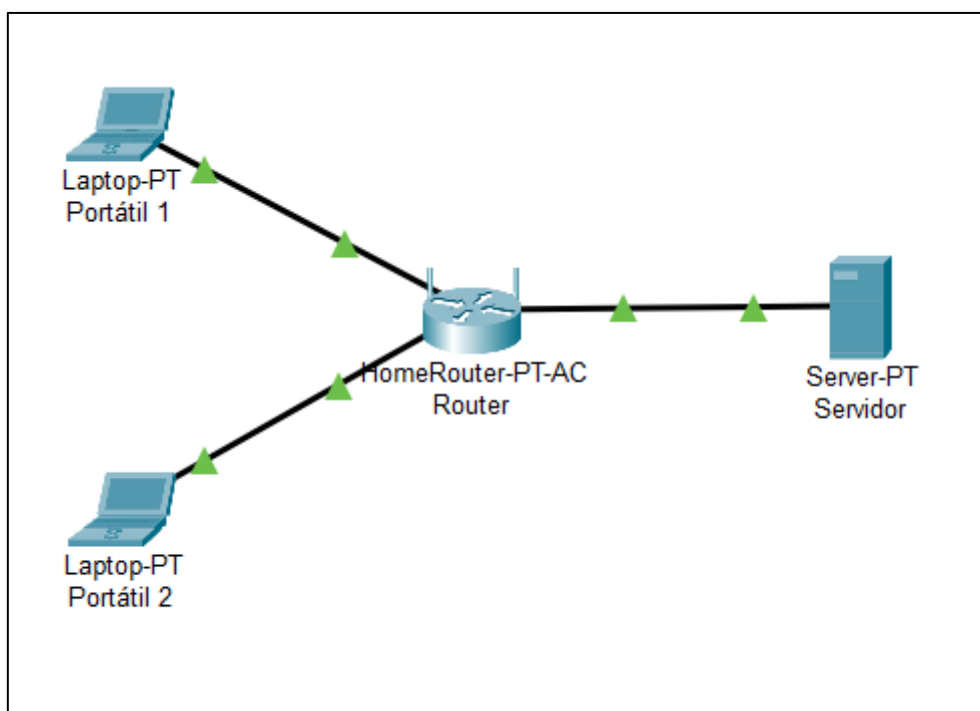 Laptop-PT
Portátil 1
HomeRouter-PT-AC
Router
Server-PT
Servidor
Laptop-PT
Portátil 2